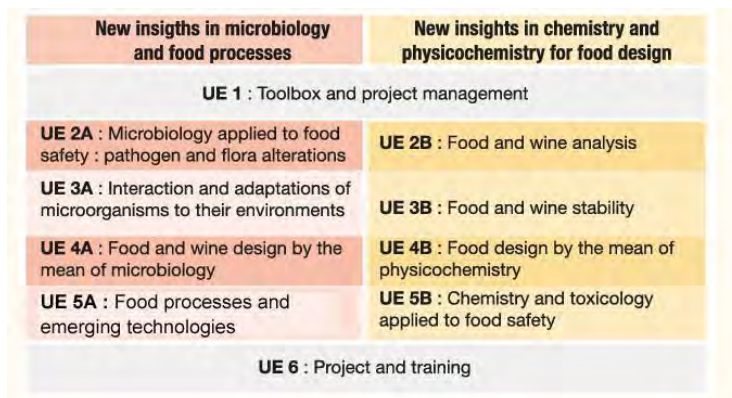 New insigths in microbiology
and food processes
New insights in chemistry and
physicochemistry for food design
UE 1 : Toolbox and project management
UE 2A : Microbiology applied to food
safety : pathogen and flora alterations
UE 2B : Food and wine analysis
UE 3A : Interaction and adaptations of
microorganisms to their environments
UE 3B : Food and wine stability
UE 4A : Food and wine design by the
mean of microbiology
UE 4B : Food design by the mean of
physicochemistry
UE 5A : Food processes and
emerging technologies
UE 5B : Chemistry and toxicology
applied to food safety
UE 6 : Project and training